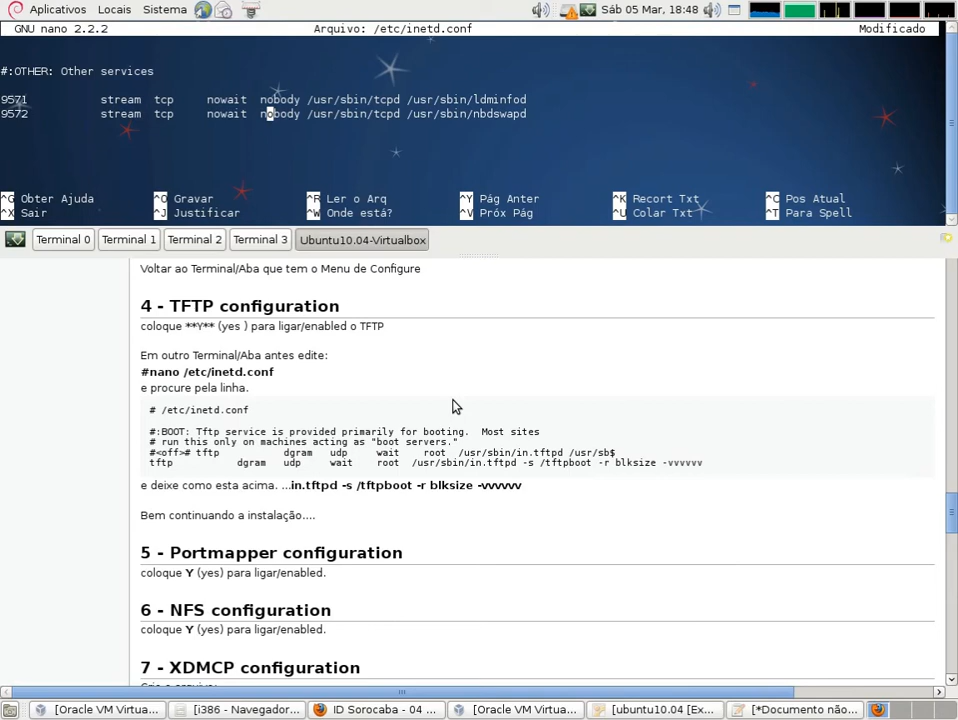 Aplicativos Locais Sistema Sáb 05 Mar, 18:48
GNU nano 2.2.2 Arquivo: /etc/inetd.conf Modificado
#:OTHER: Other services
9571 stream tcp nowait nobody /usr/sbin/tcpd /usr/sbin/ldminfod
9572 stream tcp nowait nobody /usr/sbin/tcpd /usr/sbin/nbdswapd
^G Obter Ajuda ^O Gravar ^R Ler o Arq ^Y Pág Anter ^K Recort Txt ^C Pos Atual
^X Sair ^J Justificar ^W Onde está? ^V Próx Pág ^U Colar Txt ^T Para Spell
Terminal 0 Terminal 1 Terminal 2 Terminal 3 Ubuntu10.04-Virtualbox
Voltar ao Terminal/Aba que tem o Menu de Configure
4 - TFTP configuration
coloque **Y** (yes ) para ligar/enabled o TFTP
Em outro Terminal/Aba antes edite:
#nano /etc/inetd.conf
e procure pela linha.
# /etc/inetd.conf
#:BOOT: Tftp service is provided primarily for booting. Most sites
# run this only on machines acting as "boot servers."
#<off># tftp dgram udp wait root /usr/sbin/in.tftpd /usr/sb$
tftp dgram udp wait root /usr/sbin/in.tftpd -s /tftpboot -r blksize -vvvvvv
e deixe como esta acima. ...in.tftpd -s /tftpboot -r blksize -vvvvvv
Bem continuando a instalação....
5 - Portmapper configuration
coloque Y (yes) para ligar/enabled.
6 - NFS configuration
coloque Y (yes) para ligar/enabled.
7 - XDMCP configuration
Crie o arquivo:
[Oracle VM Virtua... [i386 - Navegador... ID Sorocaba - 04 ... [Oracle VM Virtua... [ubuntu10.04 [Ex... [*Documento não...